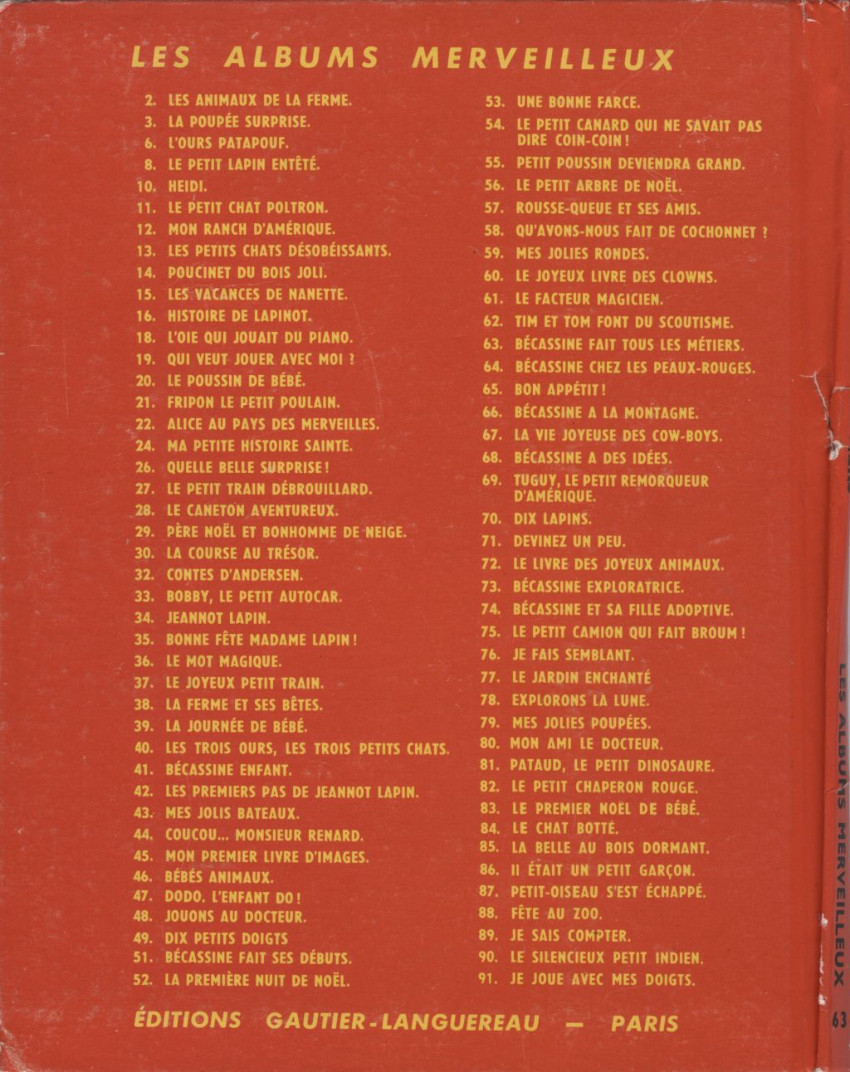 LES ALBUMS MERVEILLEUX
2. LES ANIMAUX DE LA FERME.
3. LA POUPÉE SURPRISE.
6. L'OURS PATAPOUF.
8. LE PETIT LAPIN ENTÊTÉ.
10. HEIDI.
11. LE PETIT CHAT POLTRON.
12. MON RANCH D'AMÉRIQUE.
13. LES PETITS CHATS DÉSOBÉISSANTS.
14. POUCINET DU BOIS JOLI.
15. LES VACANCES DE NANETTE.
16. HISTOIRE DE LAPINOT.
18. L'OIE QUI JOUAIT DU PIANO.
19. QUI VEUT JOUER AVEC MOI ?
20. LE POUSSIN DE BÉBÉ.
21. FRIPON LE PETIT POULAIN.
22. ALICE AU PAYS DES MERVEILLES.
24. MA PETITE HISTOIRE SAINTE.
26. QUELLE BELLE SURPRISE !
27. LE PETIT TRAIN DÉBROUILLARD.
28. LE CANETON AVENTUREUX.
29. PÈRE NOËL ET BONHOMME DE NEIGE.
30. LA COURSE AU TRÉSOR.
32. CONTES D'ANDERSEN.
33. BOBBY, LE PETIT AUTOCAR.
34. JEANNOT LAPIN.
35. BONNE FÊTE MADAME LAPIN !
36. LE MOT MAGIQUE.
37. LE JOYEUX PETIT TRAIN.
38. LA FERME ET SES BÊTES.
39. LA JOURNÉE DE BÉBÉ.
40. LES TROIS OURS, LES TROIS PETITS CHATS.
41. BÉCASSINE ENFANT.
42. LES PREMIERS PAS DE JEANNOT LAPIN.
43. MES JOLIS BATEAUX.
44. COUCOU... MONSIEUR RENARD.
45. MON PREMIER LIVRE D'IMAGES.
46. BÉBÉS ANIMAUX.
47. DODO, L'ENFANT DO !
48. JOUONS AU DOCTEUR.
49. DIX PETITS DOIGTS
51. BÉCASSINE FAIT SES DÉBUTS.
52. LA PREMIÈRE NUIT DE NOËL.
53. UNE BONNE FARCE.
54. LE PETIT CANARD QUI NE SAVAIT PAS
DIRE COIN-COIN !
55. PETIT POUSSIN DEVIENDRA GRAND.
56. LE PETIT ARBRE DE NOËL.
57. ROUSSE-QUEUE ET SES AMIS.
58. QU'AVONS-NOUS FAIT DE COCHONNET ?
59. MES JOLIES RONDES.
60. LE JOYEUX LIVRE DES CLOWNS.
61. LE FACTEUR MAGICIEN.
62. TIM ET TOM FONT DU SCOUTISME.
63. BÉCASSINE FAIT TOUS LES MÉTIERS.
64. BÉCASSINE CHEZ LES PEAUX-ROUGES.
65. BON APPÉTIT !
66. BÉCASSINE A LA MONTAGNE.
67. LA VIE JOYEUSE DES COW-BOYS.
68. BÉCASSINE A DES IDÉES.
69. TUGUY, LE PETIT REMORQUEUR
D'AMÉRIQUE.
70. DIX LAPINS.
71. DEVINEZ UN PEU.
72. LE LIVRE DES JOYEUX ANIMAUX.
73. BÉCASSINE EXPLORATRICE.
74. BÉCASSINE ET SA FILLE ADOPTIVE.
75. LE PETIT CAMION QUI FAIT BROUM !
76. JE FAIS SEMBLANT.
77. LE JARDIN ENCHANTÉ
78. EXPLORONS LA LUNE.
79. MES JOLIES POUPÉES.
80. MON AMI LE DOCTEUR.
81. PATAUD, LE PETIT DINOSAURE.
82. LE PETIT CHAPERON ROUGE.
83. LE PREMIER NOËL DE BÉBÉ.
84. LE CHAT BOTTÉ.
85. LA BELLE AU BOIS DORMANT.
86. Il ÉTAIT UN PETIT GARÇON.
87. PETIT-OISEAU S'EST ÉCHAPPÉ.
88. FÊTE AU ZOO.
89. JE SAIS COMPTER.
90. LE SILENCIEUX PETIT INDIEN.
91. JE JOUE AVEC MES DOIGTS.
ÉDITIONS GAUTIER-LANGUEREAU — PARIS
LES ALBUMS MERVEILLEUX
63